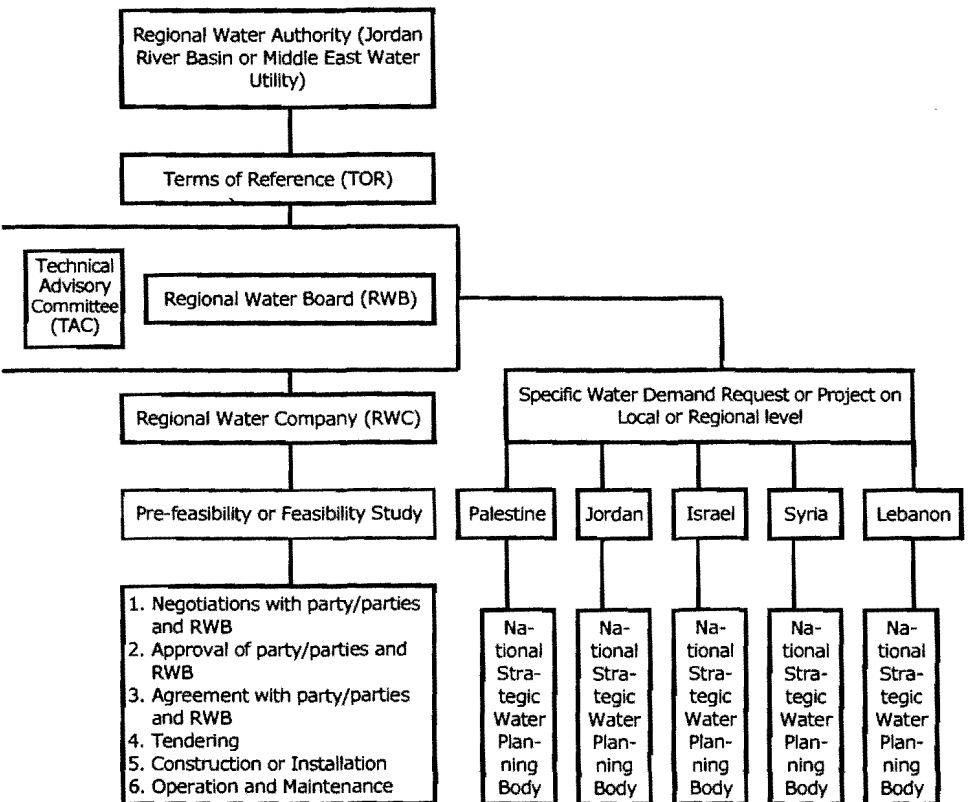 Regional Water Authority (Jordan
River Basin or Middle East Water
Utility)
Terms of Reference (TOR)
Technical
Advisory
Committee
(TAC)
Regional Water Board (RWB)
Regional Water Company (RWC)
Specific Water Demand Request or Project on
Local or Regional level
Pre-feasibility or Feasibility Study
Palestine
Jordan
Israel
Syria
Lebanon
1. Negotiations with party/parties
and RWB
2. Approval of party/parties and
RWB
3. Agreement with party/parties
and RWB
4. Tendering
5. Construction or Installation
6. Operation and Maintenance
Na-
tional
Stra-
tegic
Water
Plan-
ning
Body
Na-
tional
Stra-
tegic
Water
Plan-
ning
Body
Na-
tional
Stra-
tegic
Water
Plan-
ning
Body
Na-
tional
Stra-
tegic
Water
Plan-
ning
Body
Na-
tional
Stra-
tegic
Water
Plan-
ning
Body